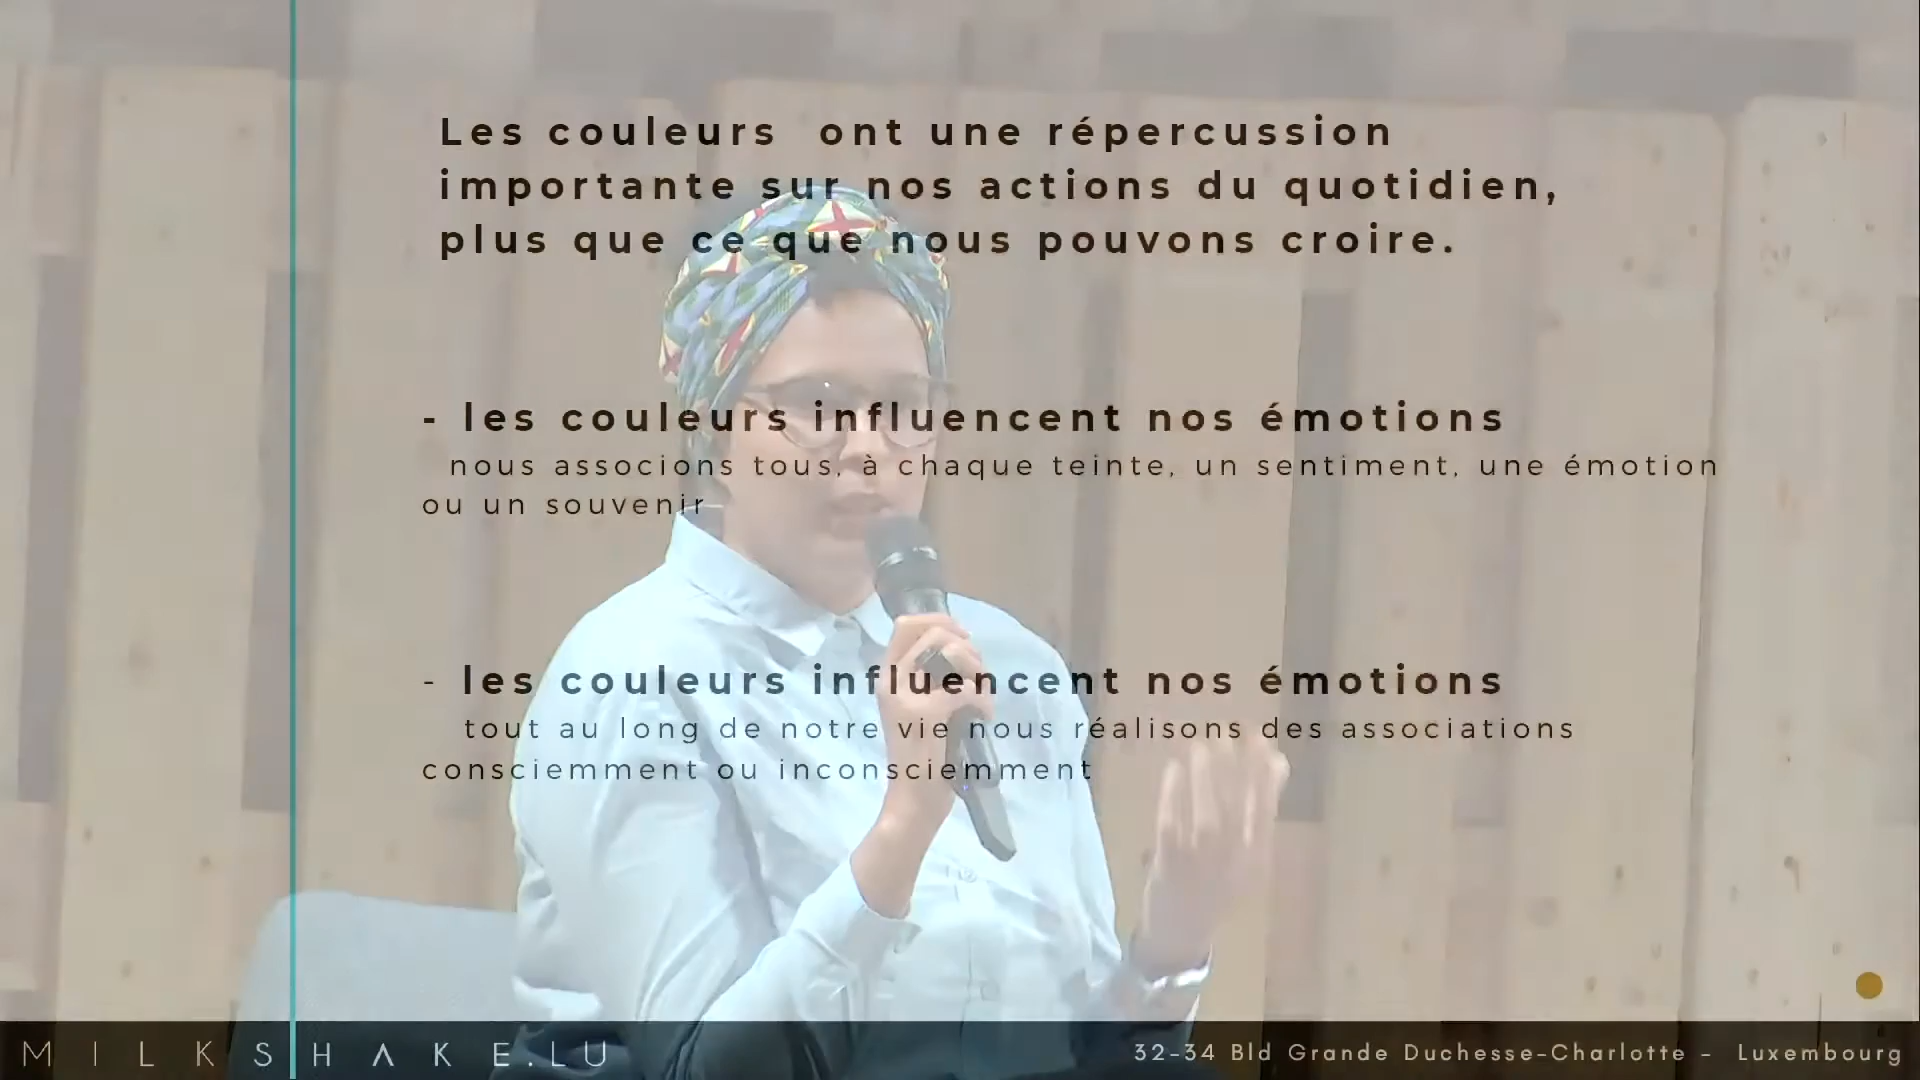 Les couleurs ont une répercussion
importante sur nos actions du quotidien,
plus que ce que nous pouvons croire.
- les couleurs influencent nos émotions
nous associons tous, à chaque teinte, un sentiment, une émotion
ou un souvenir
- les couleurs influencent nos émotions
tout au long de notre vie nous réalisons des associations
consciemment ou inconsciemment
MILKSHAKE.LU
32-34 Bld Grande Duchesse-Charlotte - Luxembourg